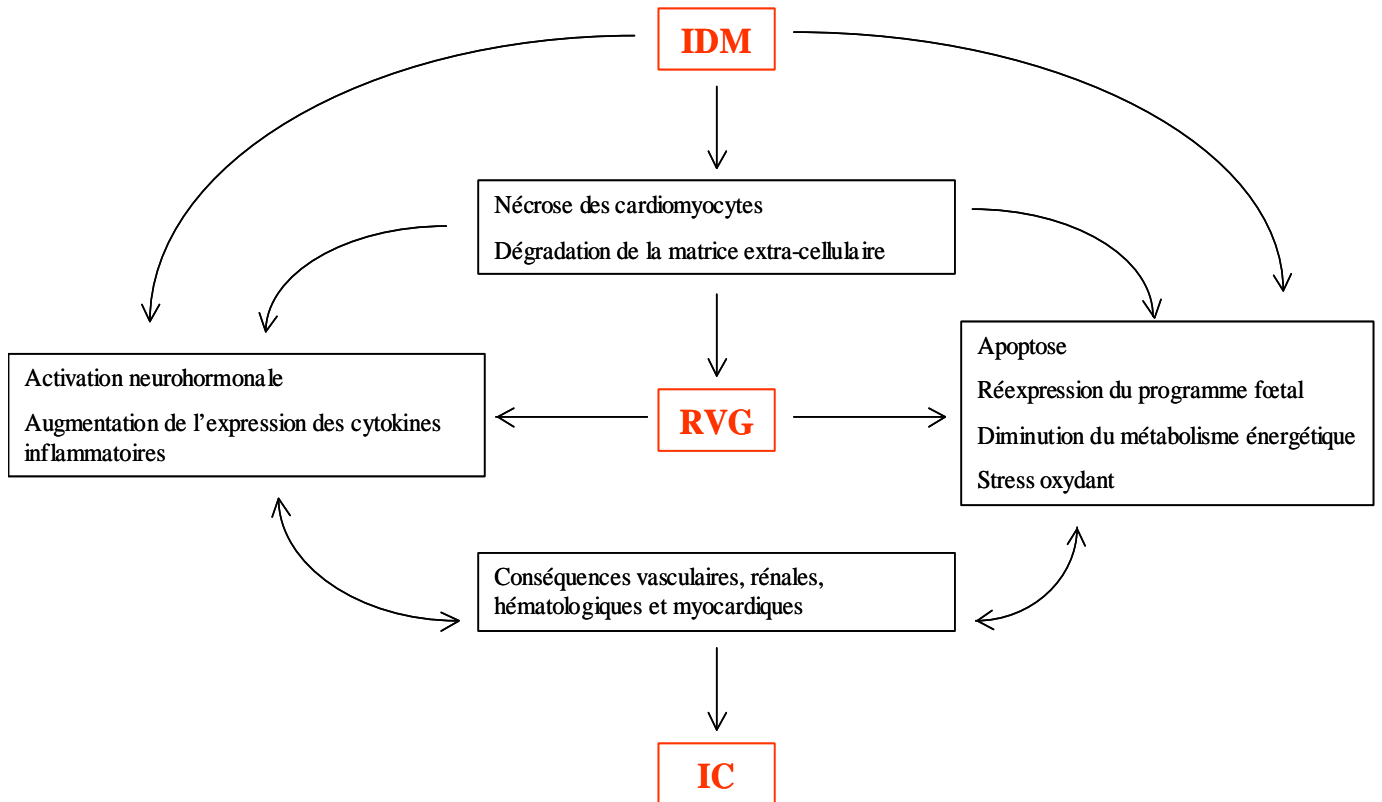 IDM
Nécrose des cardiomyocytes
Dégradation de la matrice extra-cellulaire
Activation neurohormonale
Augmentation de l'expression des cytokines
inflammatoires
RVG
Apoptose
Réexpression du programme fœtal
Diminution du métabolisme énergétique
Stress oxydant
Conséquences vasculaires, rénales,
hématologiques et myocardiques
IC